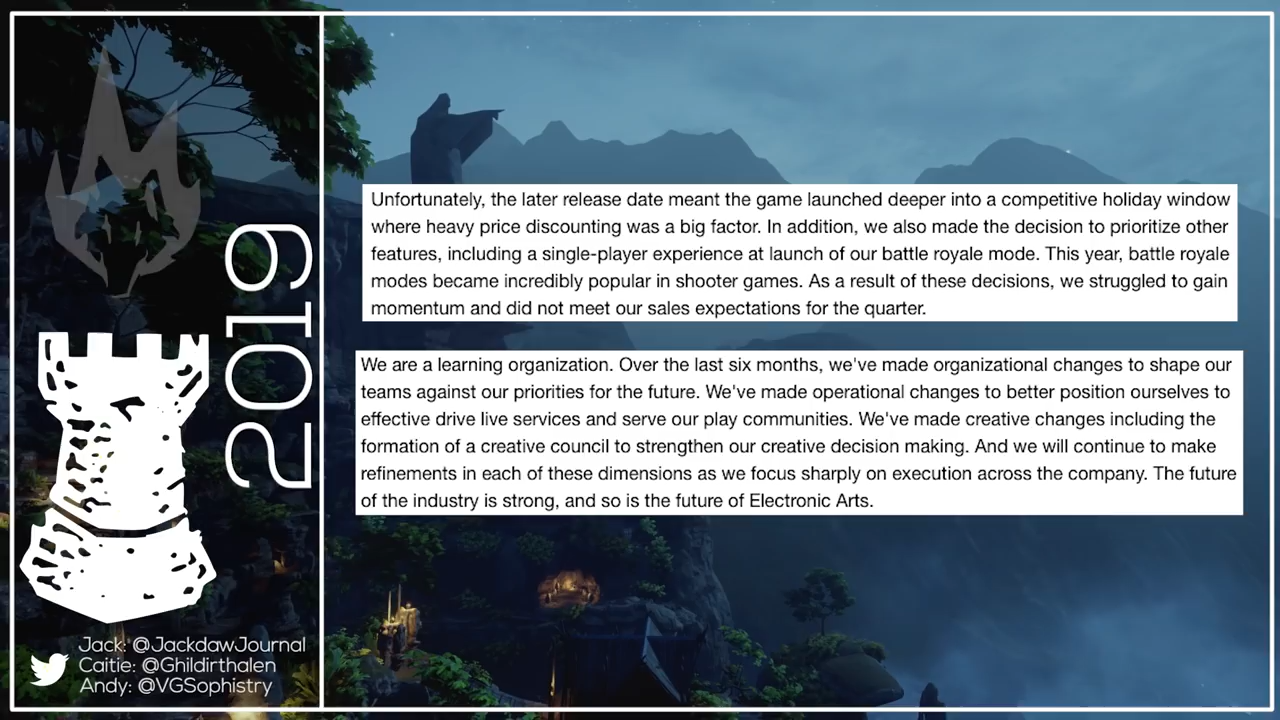 2019
Jack: @JackdawJournal
Caitie: @Ghildirthalen
Andy: @VGSophistry
Unfortunately, the later release date meant the game launched deeper into a competitive holiday window
where heavy price discounting was a big factor. In addition, we also made the decision to prioritize other
features, including a single-player experience at launch of our battle royale mode. This year, battle royale
modes became incredibly popular in shooter games. As a result of these decisions, we struggled to gain
momentum and did not meet our sales expectations for the quarter.
We are a learning organization. Over the last six months, we've made organizational changes to shape our
teams against our priorities for the future. We've made operational changes to better position ourselves to
effective drive live services and serve our play communities. We've made creative changes including the
formation of a creative council to strengthen our creative decision making. And we will continue to make
refinements in each of these dimensions as we focus sharply on execution across the company. The future
of the industry is strong, and so is the future of Electronic Arts.